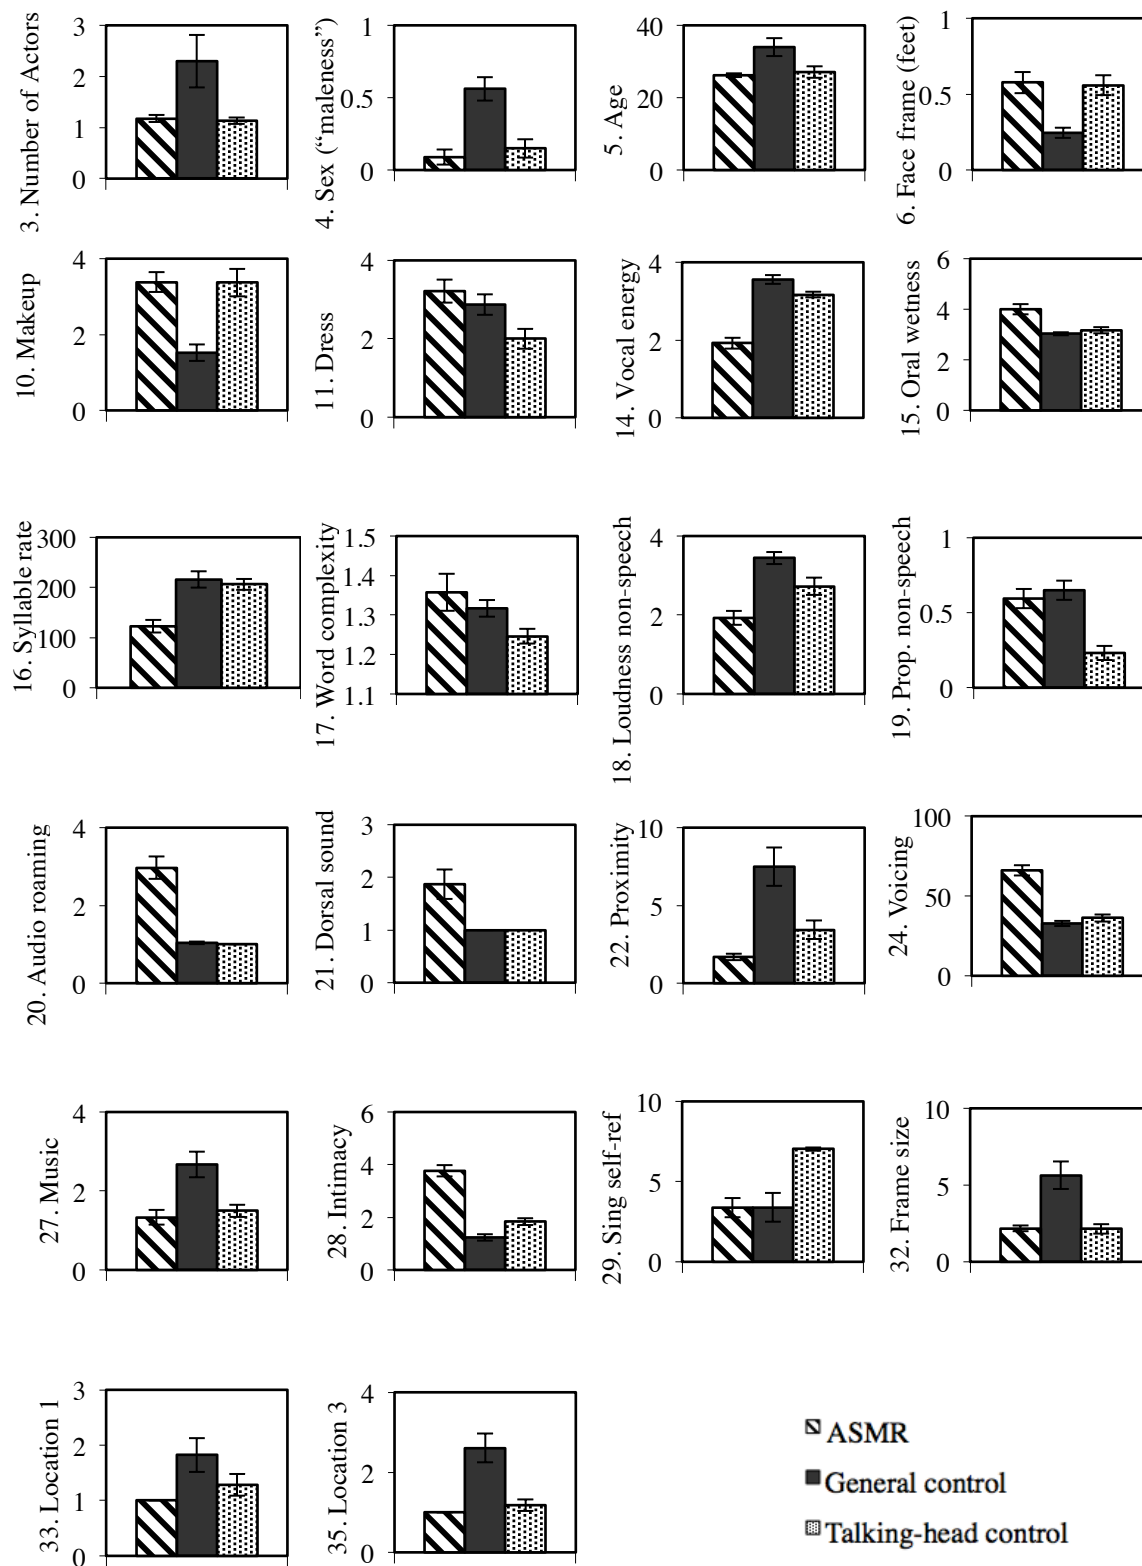 3. Number of Actors
3
2
1
0
4. Sex (“maleness”)
1
0.5
0
5. Age
40
20
0
6. Face frame (feet)
1
0.5
0
10. Makeup
4
2
0
11. Dress
4
2
0
14. Vocal energy
4
2
0
15. Oral wetness
6
4
2
0
16. Syllable rate
300
200
100
0
17. Word complexity
1.5
1.4
1.3
1.2
1.1
18. Loudness non-speech
4
2
0
19. Prop. non-speech
1
0.5
0
20. Audio roaming
4
2
0
21. Dorsal sound
3
2
1
0
22. Proximity
10
5
0
24. Voicing
100
50
0
27. Music
4
2
0
28. Intimacy
6
4
2
0
29. Sing self-ref
10
5
0
32. Frame size
10
5
0
33. Location 1
3
2
1
0
35. Location 3
4
2
0
ASMR
General control
Talking-head control